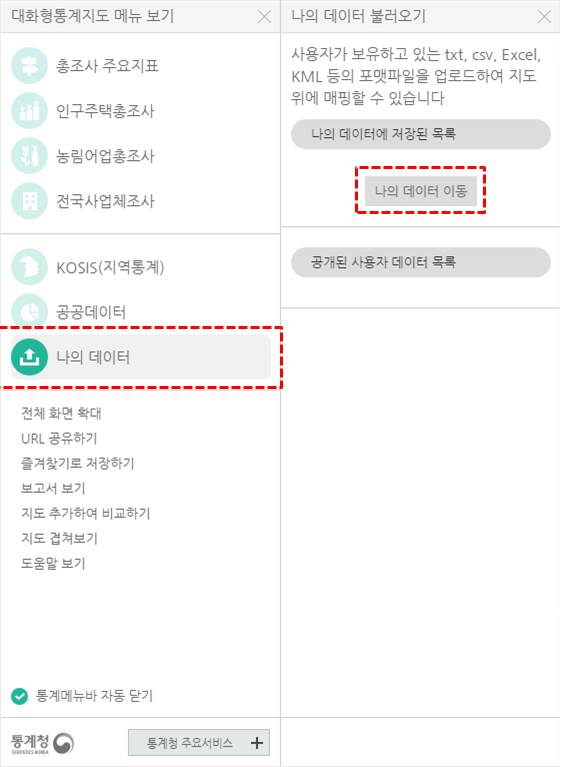 대화형통계지도 메뉴 보기
총조사 주요지표
인구주택총조사
농림어업총조사
전국사업체조사
KOSIS(지역통계)
공공데이터
나의 데이터
전체 화면 확대
URL 공유하기
즐겨찾기로 저장하기
보고서 보기
지도 추가하여 비교하기
지도 겹쳐보기
도움말 보기
통계메뉴바 자동 닫기
통계청
STATISTICS KOREA
통계청 주요서비스 +
나의 데이터 불러오기
사용자가 보유하고 있는 txt, csv, Excel,
KML 등의 포맷파일을 업로드하여 지도
위에 매핑할 수 있습니다
나의 데이터에 저장된 목록
나의 데이터 이동
공개된 사용자 데이터 목록